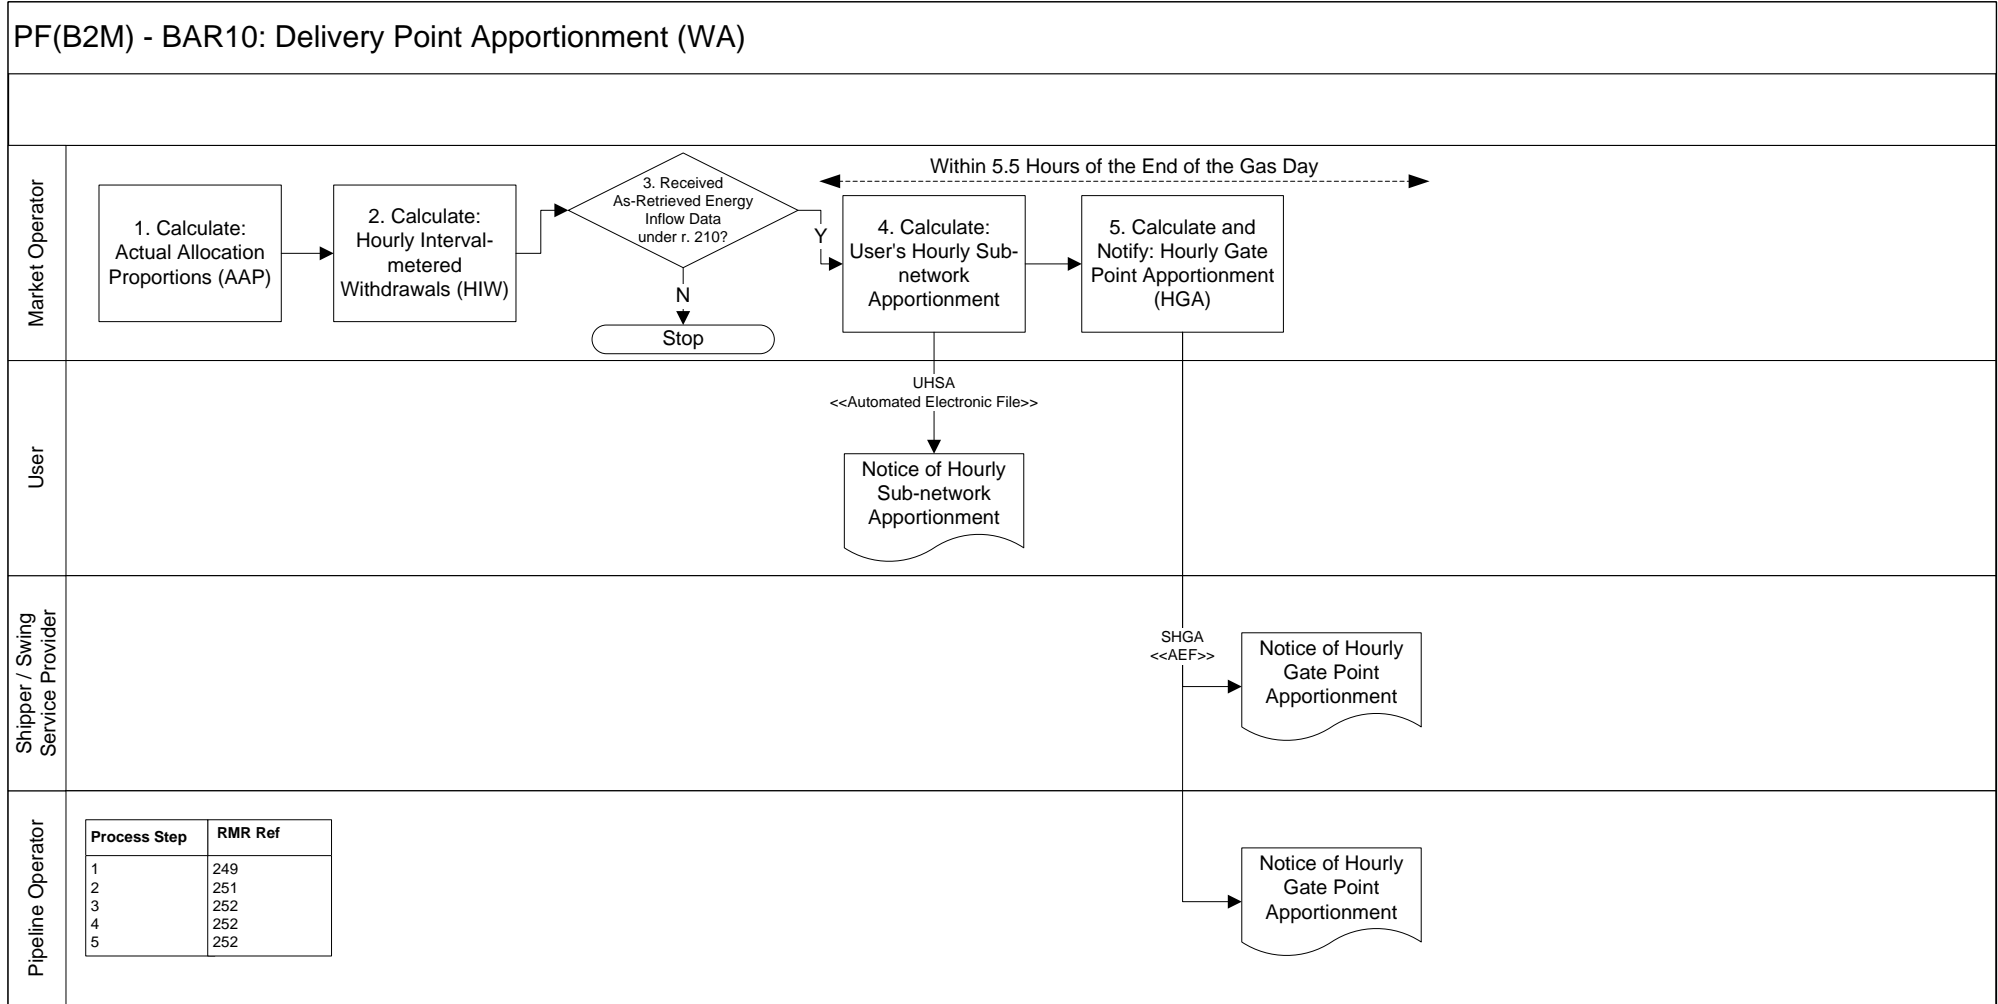 PF(B2M) - BAR10: Delivery Point Apportionment (WA)
Market Operator
1. Calculate:
Actual Allocation
Proportions (AAP)
2. Calculate:
Hourly Interval-
metered
Withdrawals (HIW)
3. Received
As-Retrieved Energy
Inflow Data
under r. 210?
N
Stop
Y
Within 5.5 Hours of the End of the Gas Day
4. Calculate:
User's Hourly Sub-
network
Apportionment
5. Calculate and
Notify: Hourly Gate
Point Apportionment
(HGA)
User
UHSA
<<Automated Electronic File>>
Notice of Hourly
Sub-network
Apportionment
Shipper / Swing
Service Provider
SHGA
<<AEF>>
Notice of Hourly
Gate Point
Apportionment
Pipeline Operator
Process Step RMR Ref
1 249
2 251
3 252
4 252
5 252
Notice of Hourly
Gate Point
Apportionment